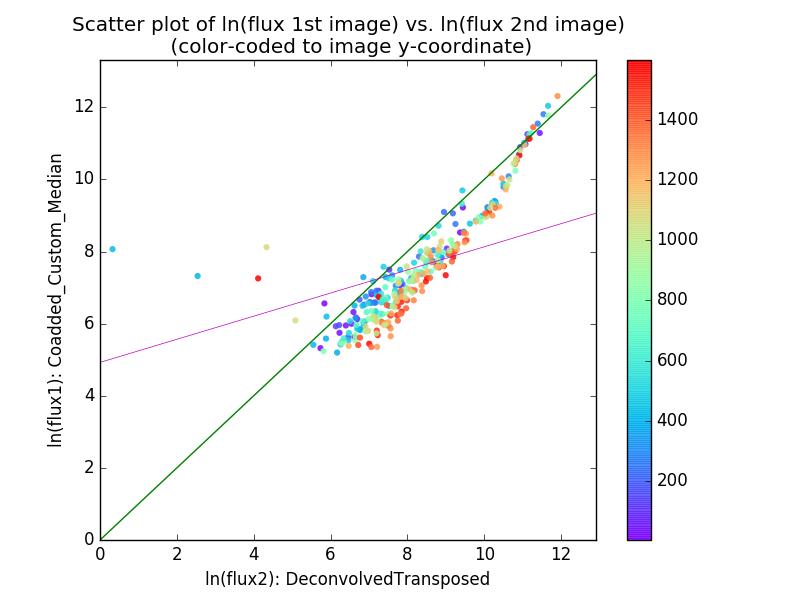 Scatter plot of ln(flux 1st image) vs. ln(flux 2nd image)
(color-coded to image y-coordinate)
12
10
8
6
4
2
0
ln(flux1): Coadded_Custom_Median
0 2 4 6 8 10 12
ln(flux2): DeconvolvedTransposed
1400
1200
1000
800
600
400
200